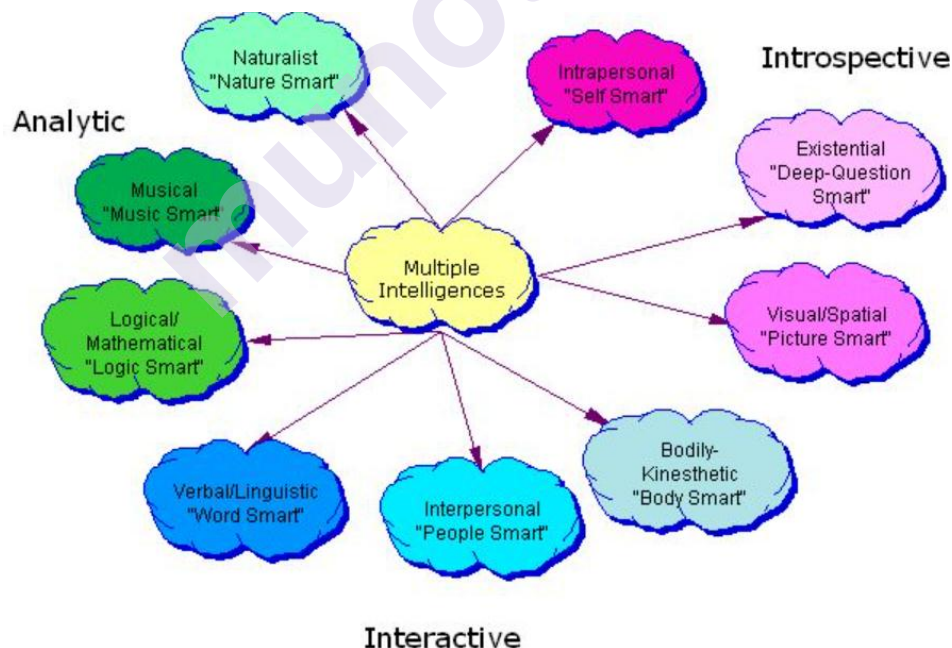 Naturalist
"Nature Smart"
Intrapersonal
"Self Smart"
Introspective
Analytic
Existential
"Deep-Question
Smart"
Musical
"Music Smart"
Multiple
Intelligences
Logical/
Mathematical
"Logic Smart"
Visual/Spatial
"Picture Smart"
Bodily-
Kinesthetic
"Body Smart"
Verbal/Linguistic
"Word Smart"
Interpersonal
"People Smart"
Interactive